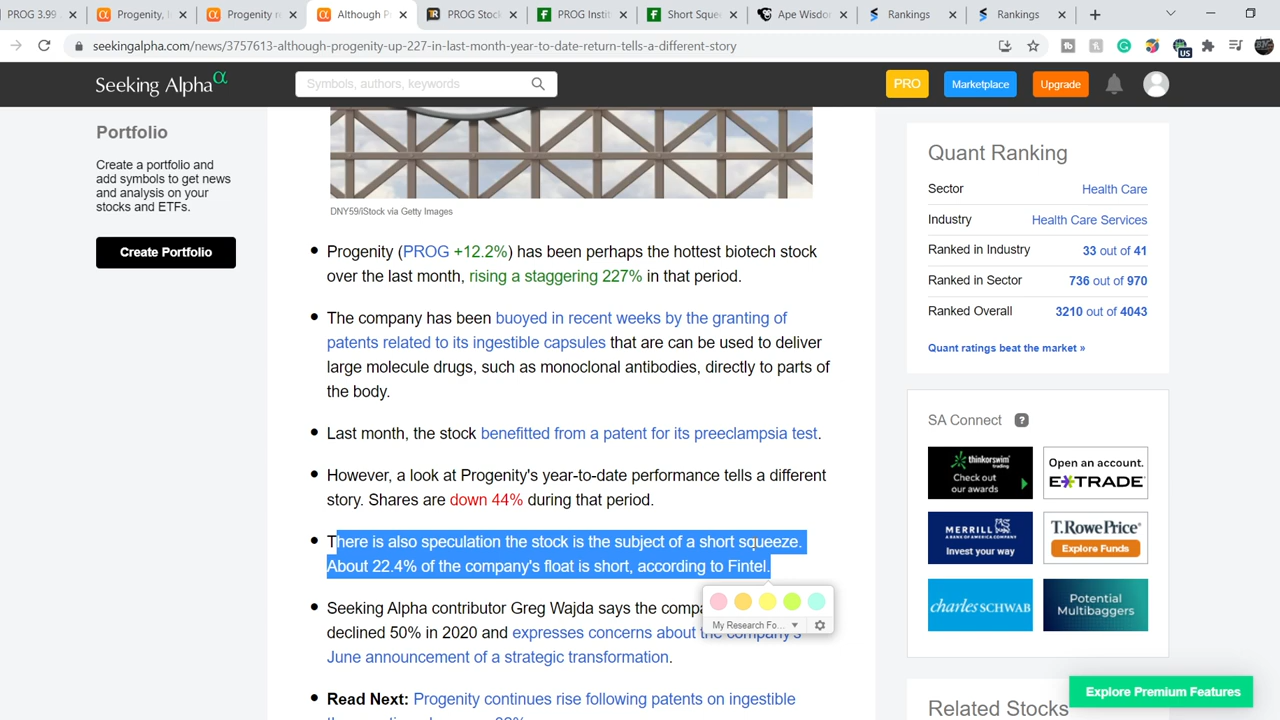 PROG 3.99
Progenity, I
Progenity r
Although P
PROG Stock
PROG Instit
Short Sque
Ape Wisdo
Rankings
Rankings
seekingalpha.com/news/3757613-although-progenity-up-227-in-last-month-year-to-date-return-tells-a-different-story
US
Seeking Alpha α
Symbols, authors, keywords
PRO
Marketplace
Upgrade
Portfolio
Create a portfolio and
add symbols to get news
and analysis on your
stocks and ETFs.
Create Portfolio
DNY59/iStock via Getty Images
• Progenity (PROG +12.2%) has been perhaps the hottest biotech stock
over the last month, rising a staggering 227% in that period.
• The company has been buoyed in recent weeks by the granting of
patents related to its ingestible capsules that are can be used to deliver
large molecule drugs, such as monoclonal antibodies, directly to parts of
the body.
• Last month, the stock benefitted from a patent for its preeclampsia test.
• However, a look at Progenity's year-to-date performance tells a different
story. Shares are down 44% during that period.
• There is also speculation the stock is the subject of a short squeeze.
About 22.4% of the company's float is short, according to Fintel.
My Research Fo...
• Seeking Alpha contributor Greg Wajda says the compa
declined 50% in 2020 and expresses concerns about the company's
June announcement of a strategic transformation.
• Read Next: Progenity continues rise following patents on ingestible
Quant Ranking
Sector Health Care
Industry Health Care Services
Ranked in Industry 33 out of 41
Ranked in Sector 736 out of 970
Ranked Overall 3210 out of 4043
Quant ratings beat the market »
SA Connect ?
thinkorswim
trading
Check out
our awards
Open an account.
E*TRADE
MERRILL
A BANK OF AMERICA COMPANY
Invest your way
T.RowePrice
Explore Funds
charles SCHWAB
Potential
Multibaggers
Explore Premium Features
Related Stocks